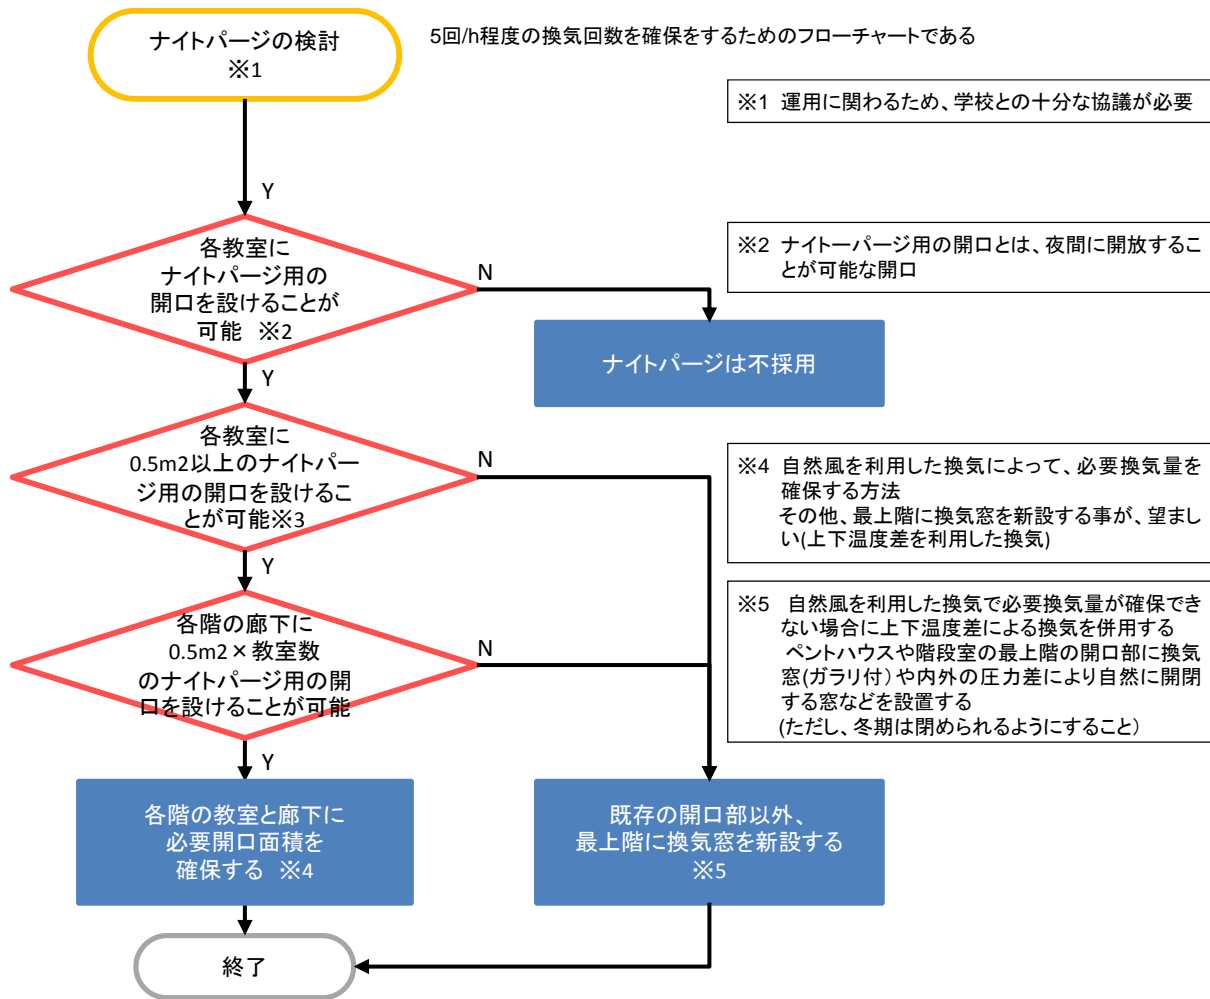 ナイトパージの検討
※1
5回/h程度の換気回数を確保をするためのフローチャートである
※1 運用に関わるため、学校との十分な協議が必要
Y
各教室に
ナイトパージ用の
開口を設けることが
可能 ※2
N
※2 ナイトーパージ用の開口とは、夜間に開放するこ
とが可能な開口
ナイトパージは不採用
Y
各教室に
0.5m2以上のナイトパー
ジ用の開口を設けるこ
とが可能※3
N
※4 自然風を利用した換気によって、必要換気量を
確保する方法
その他、最上階に換気窓を新設する事が、望まし
い(上下温度差を利用した換気)
Y
各階の廊下に
0.5m2×教室数
のナイトパージ用の開
口を設けることが可能
N
※5 自然風を利用した換気で必要換気量が確保でき
ない場合に上下温度差による換気を併用する
ペントハウスや階段室の最上階の開口部に換気
窓(ガラリ付)や内外の圧力差により自然に開閉
する窓などを設置する
(ただし、冬期は閉められるようにすること)
Y
各階の教室と廊下に
必要開口面積を
確保する ※4
既存の開口部以外、
最上階に換気窓を新設する
※5
終了